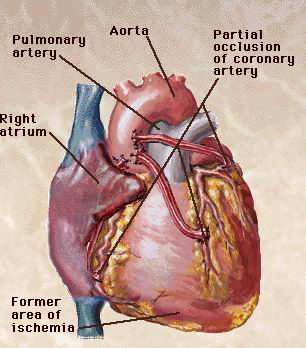 Pulmonary
artery
Aorta
Partial
occlusion
of coronary
artery
Right
atrium
Former
area of
ischemia